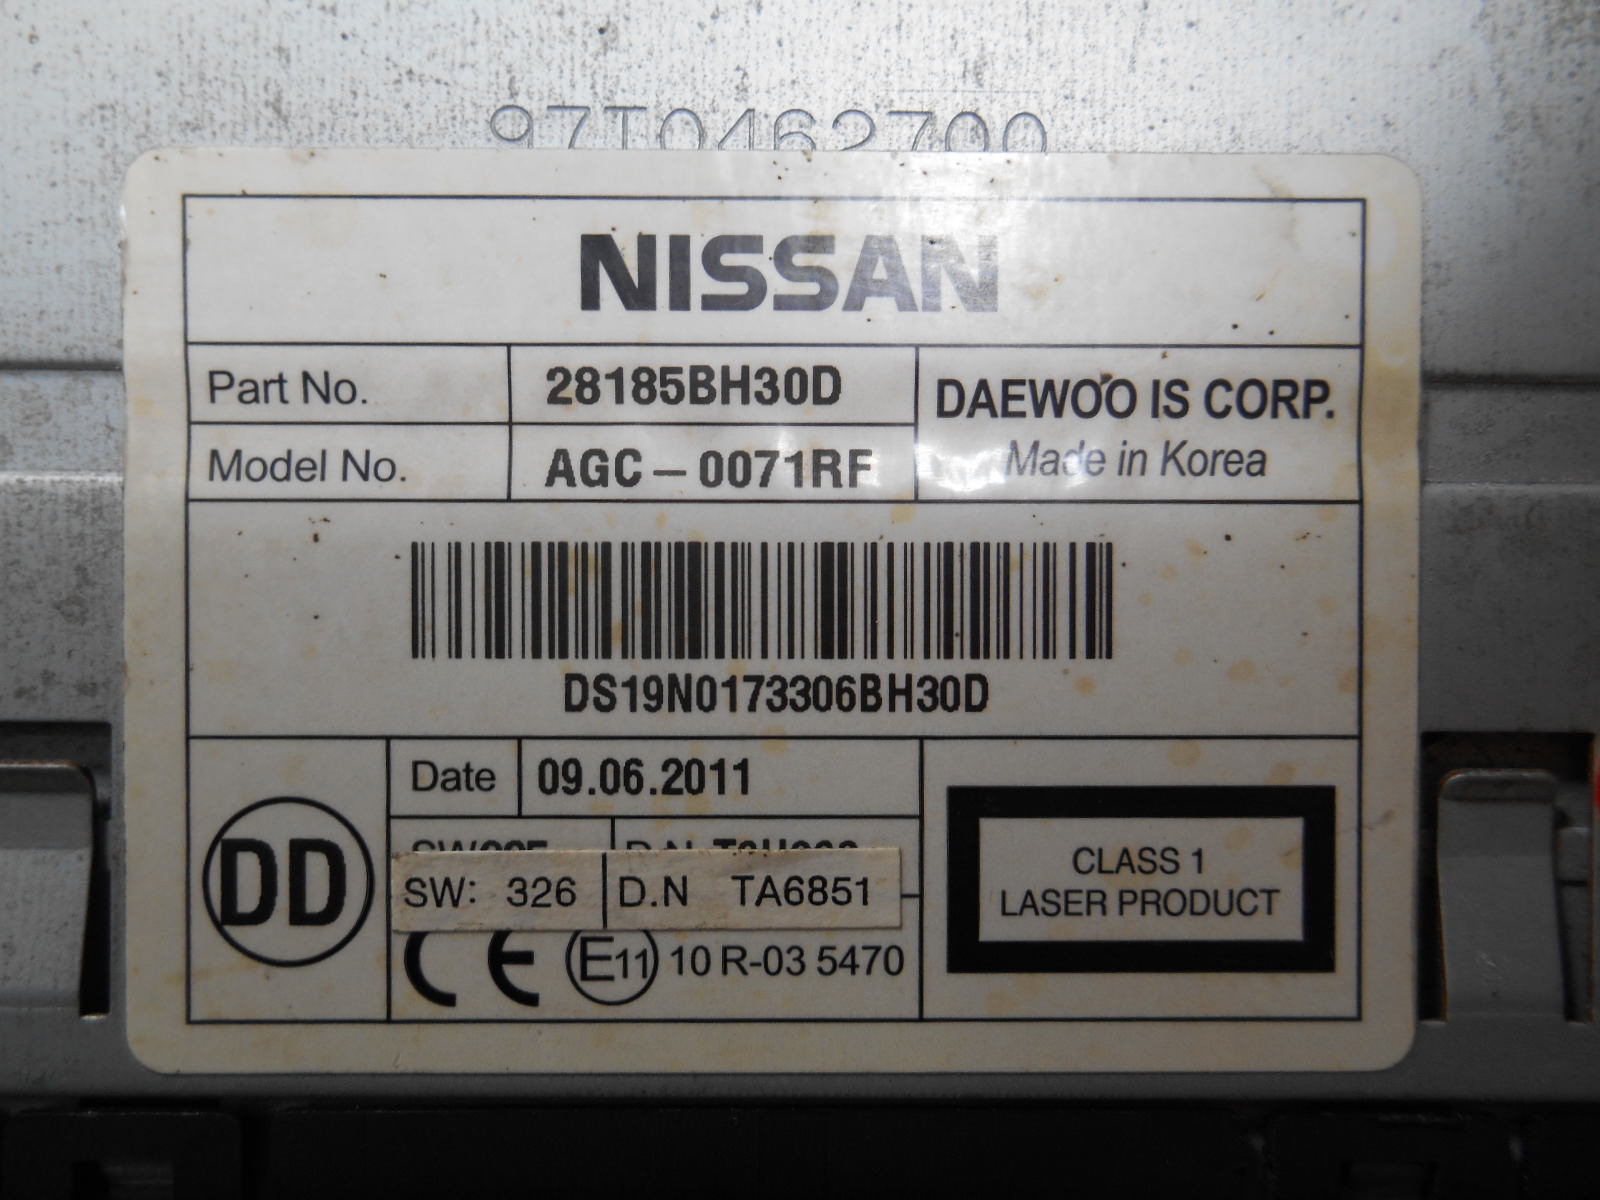 97T0462700
NISSAN
Part No. 28185BH30D
DAEWOO IS CORP.
Model No. AGC-0071RF
Made in Korea
DS19N0173306BH30D
Date 09.06.2011
DD
SW: 326 D.N TA6851
CE E11 10 R-03 5470
CLASS 1
LASER PRODUCT